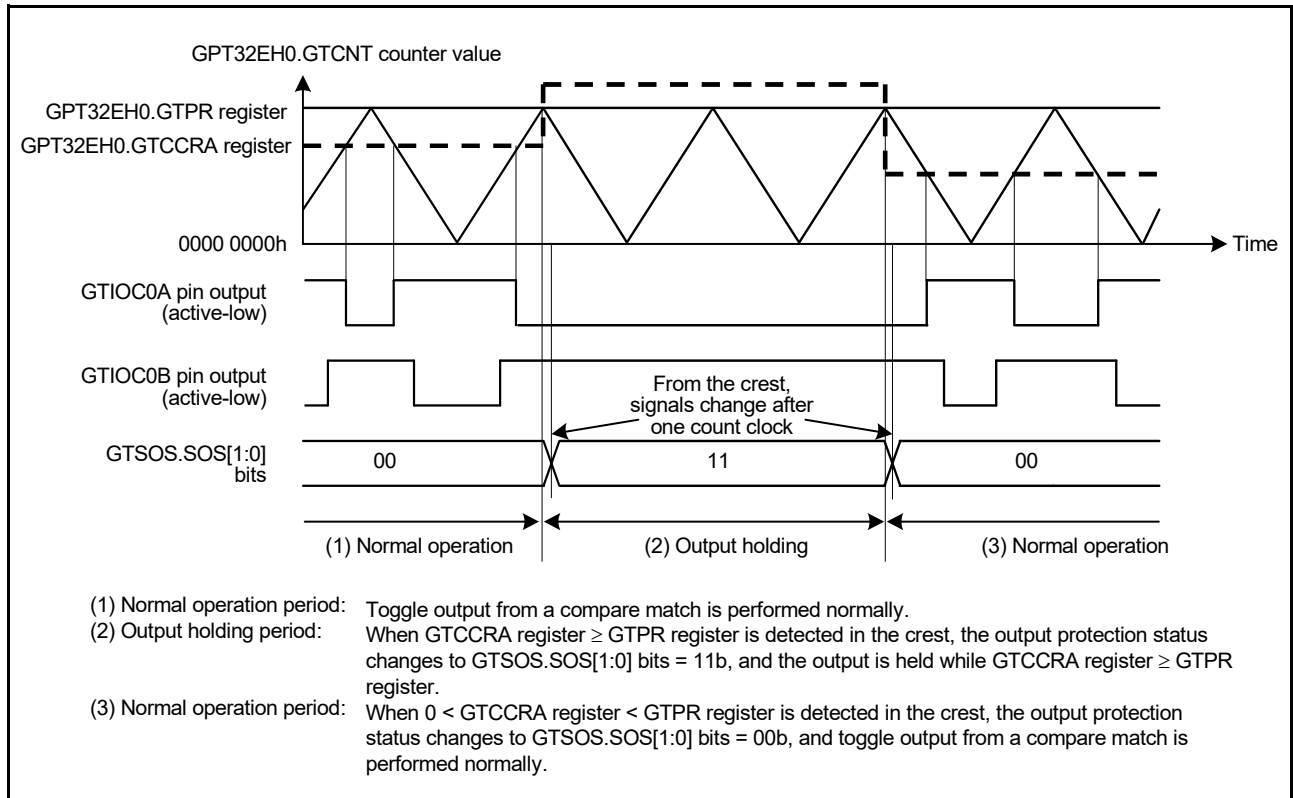 GPT32EH0.GTCNT counter value
GPT32EH0.GTPR register
GPT32EH0.GTCCRA register
0000 0000h
Time
GTIOC0A pin output
(active-low)
GTIOC0B pin output
(active-low)
From the crest,
signals change after
one count clock
GTSOS.SOS[1:0]
bits
00
11
00
(1) Normal operation
(2) Output holding
(3) Normal operation
(1) Normal operation period: Toggle output from a compare match is performed normally.
(2) Output holding period: When GTCCRA register ≥ GTPR register is detected in the crest, the output protection status
changes to GTSOS.SOS[1:0] bits = 11b, and the output is held while GTCCRA register ≥ GTPR
register.
(3) Normal operation period: When 0 < GTCCRA register < GTPR register is detected in the crest, the output protection
status changes to GTSOS.SOS[1:0] bits = 00b, and toggle output from a compare match is
performed normally.